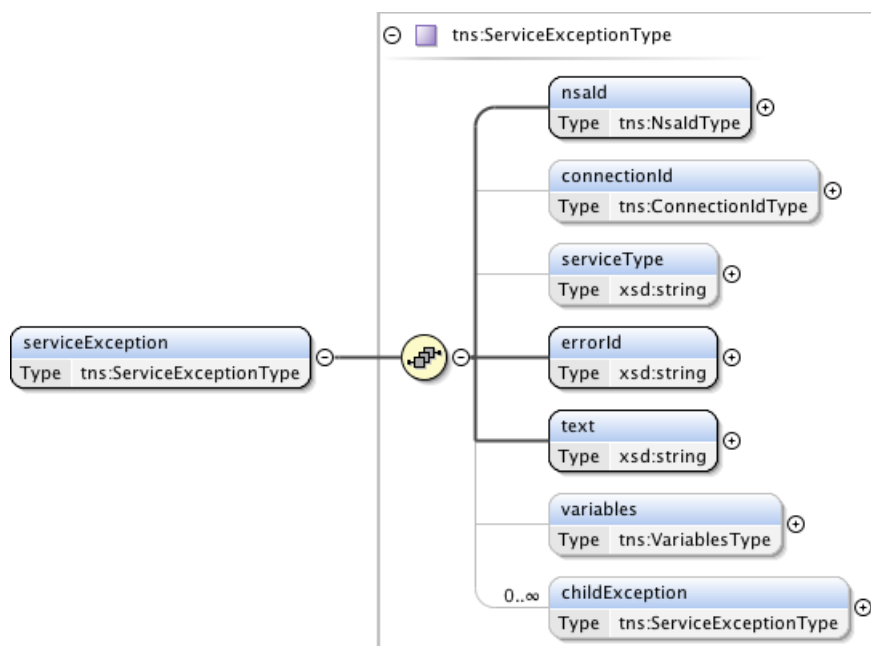 tns:ServiceExceptionType
nsaId
Type tns:NsaIdType
connectionId
Type tns:ConnectionIdType
serviceType
Type xsd:string
serviceException
Type tns:ServiceExceptionType
errorId
Type xsd:string
text
Type xsd:string
variables
Type tns:VariablesType
0..∞
childException
Type tns:ServiceExceptionType